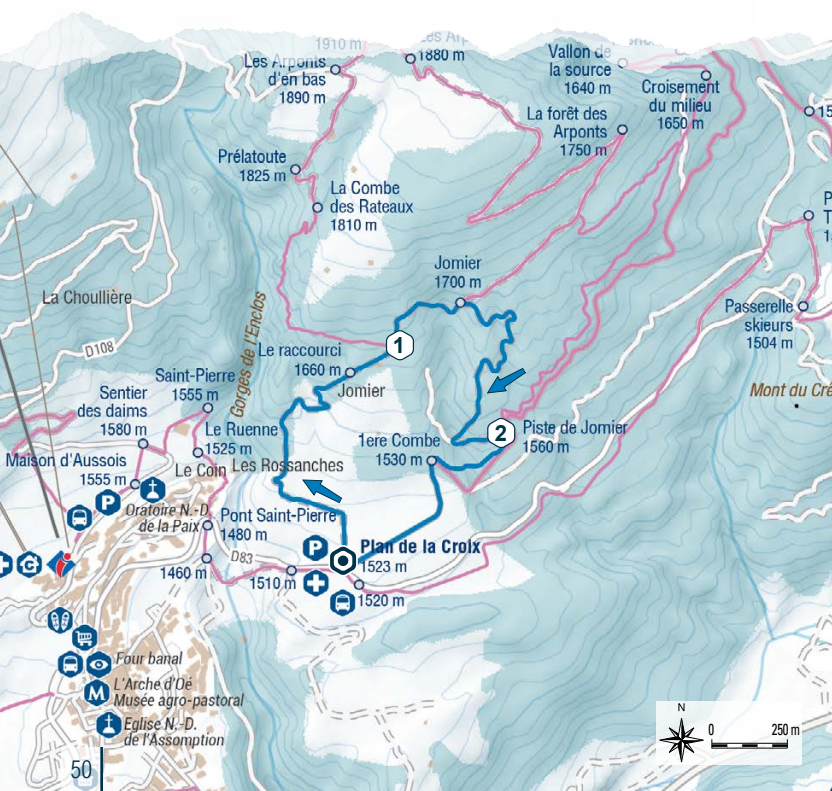 1910 m
Les Arponts
d'en bas
1890 m
1880 m
Vallon de
la source
1640 m
Croisement
du milieu
1650 m
La forêt des
Arponts
1750 m
Prélatoute
1825 m
La Combe
des Rateaux
1810 m
Jomier
1700 m
La Choullière
D108
Gorges de l'Enclos
Passerelle
skieurs
1504 m
1
Le raccourci
1660 m
Jomier
Saint-Pierre
1555 m
Sentier
des daims
1580 m
Mont du Cré
Le Ruenne
1525 m
2
Piste de Jomier
1560 m
1ere Combe
1530 m
Maison d'Aussois
1555 m
Le Coin
Les Rossanches
P
Oratoire N.-D.
de la Paix
Pont Saint-Pierre
1480 m
D83
P
Plan de la Croix
1523 m
G
1460 m
1510 m
1520 m
Four banal
M
L'Arche d'Oé
Musée agro-pastoral
Eglise N.-D.
de l'Assomption
N
0
250 m
50